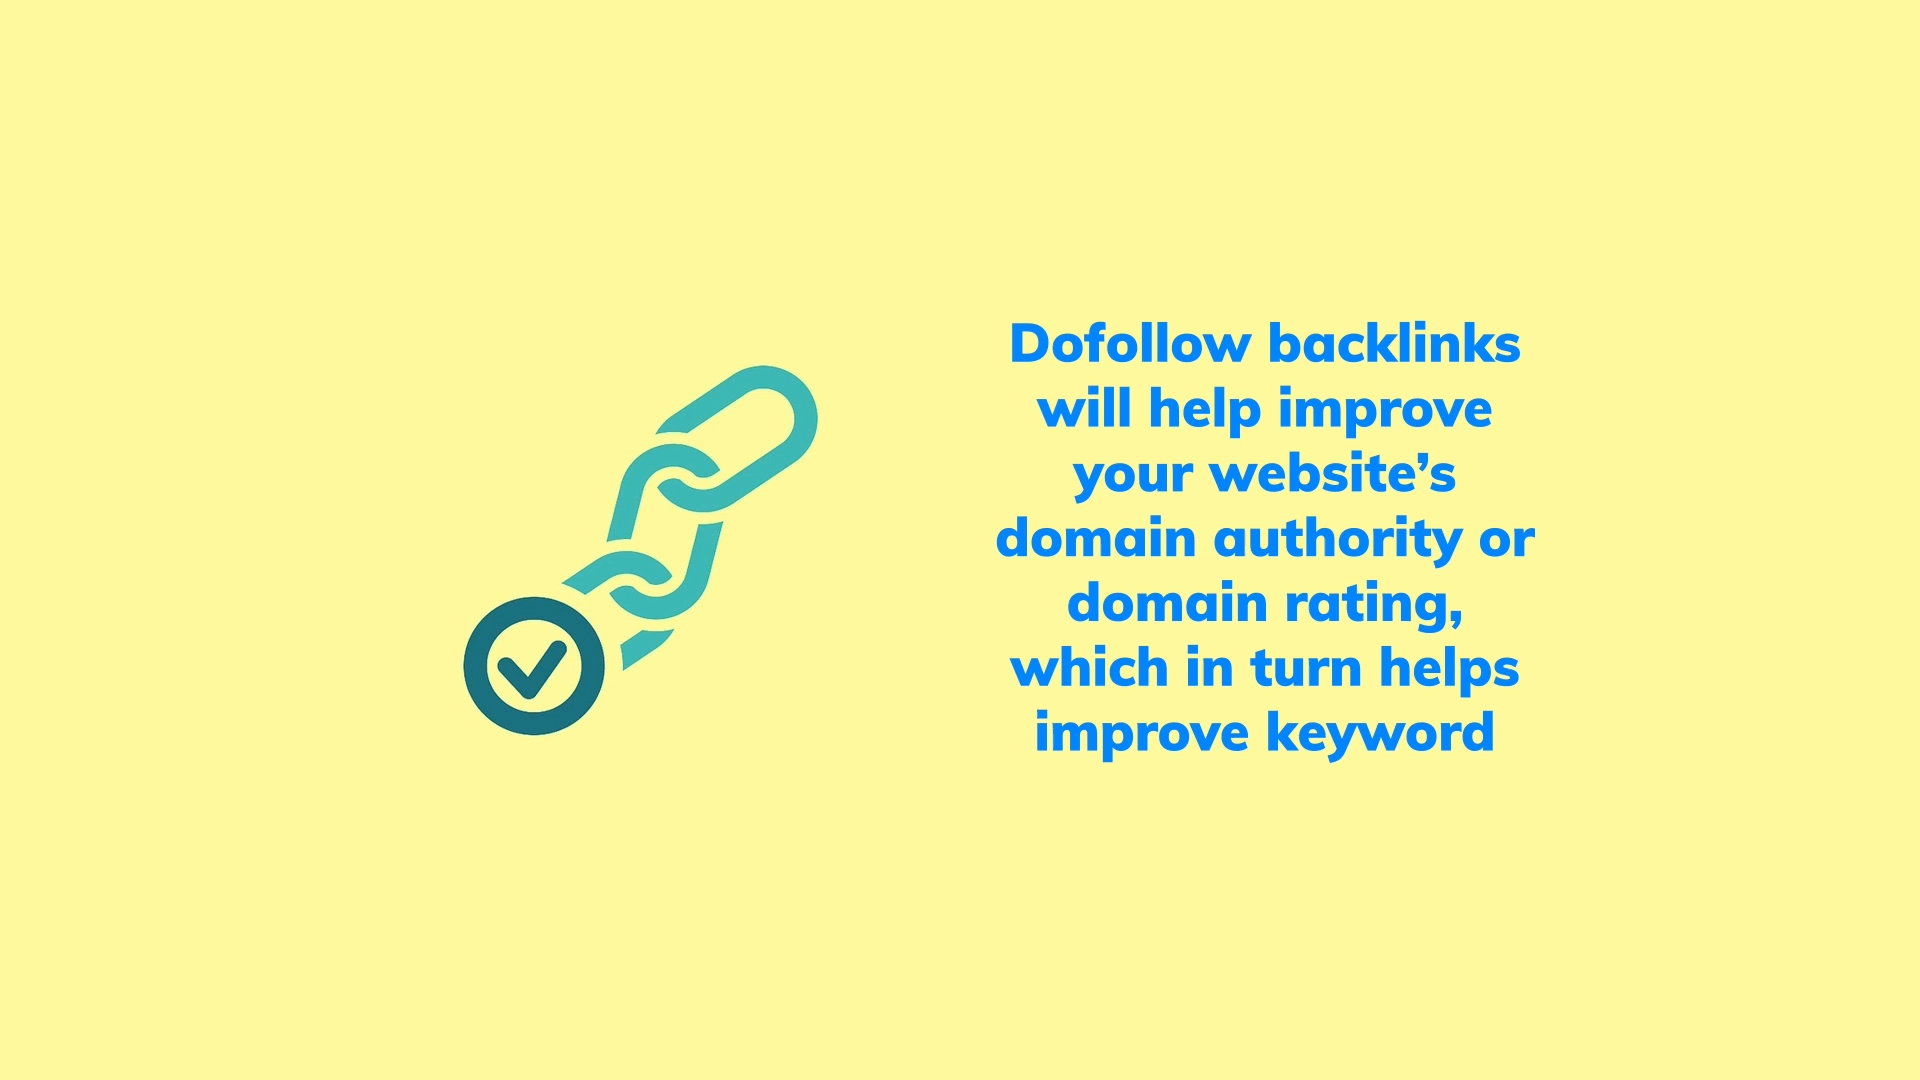 Dofollow backlinks
will help improve
your website’s
domain authority or
domain rating,
which in turn helps
improve keyword